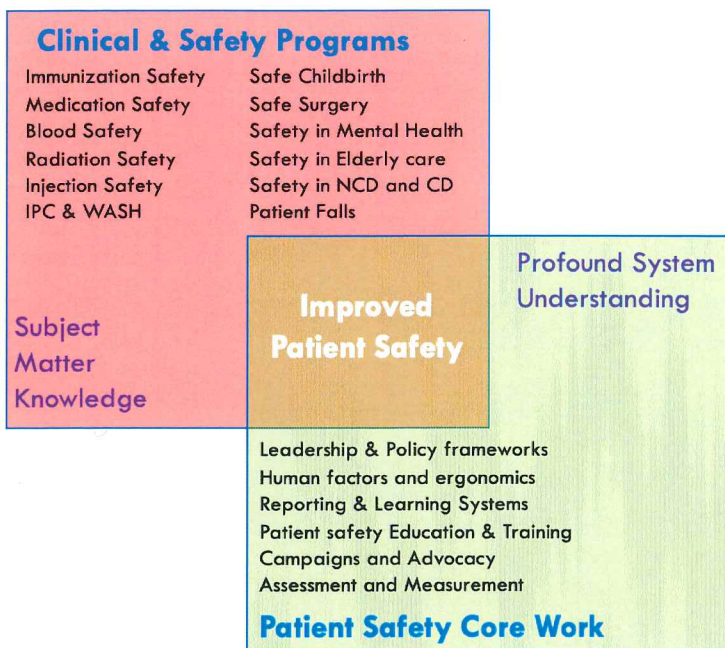 Clinical & Safety Programs
Immunization Safety
Medication Safety
Blood Safety
Radiation Safety
Injection Safety
IPC & WASH
Safe Childbirth
Safe Surgery
Safety in Mental Health
Safety in Elderly care
Safety in NCD and CD
Patient Falls
Subject
Matter
Knowledge
Improved
Patient Safety
Profound System
Understanding
Leadership & Policy frameworks
Human factors and ergonomics
Reporting & Learning Systems
Patient safety Education & Training
Campaigns and Advocacy
Assessment and Measurement
Patient Safety Core Work